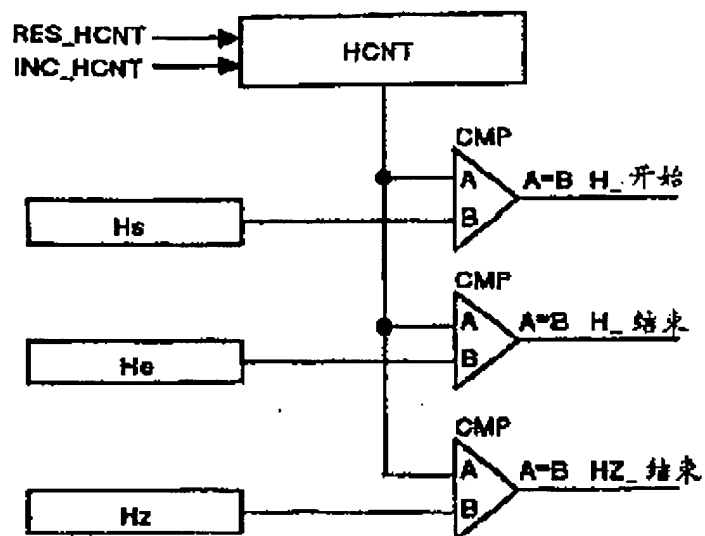 RES_HCNT
INC_HCNT
HCNT
CMP
A
B
A=B H_开始
Hs
CMP
A
B
A=B H_结束
He
CMP
A
B
A=B HZ_结束
Hz